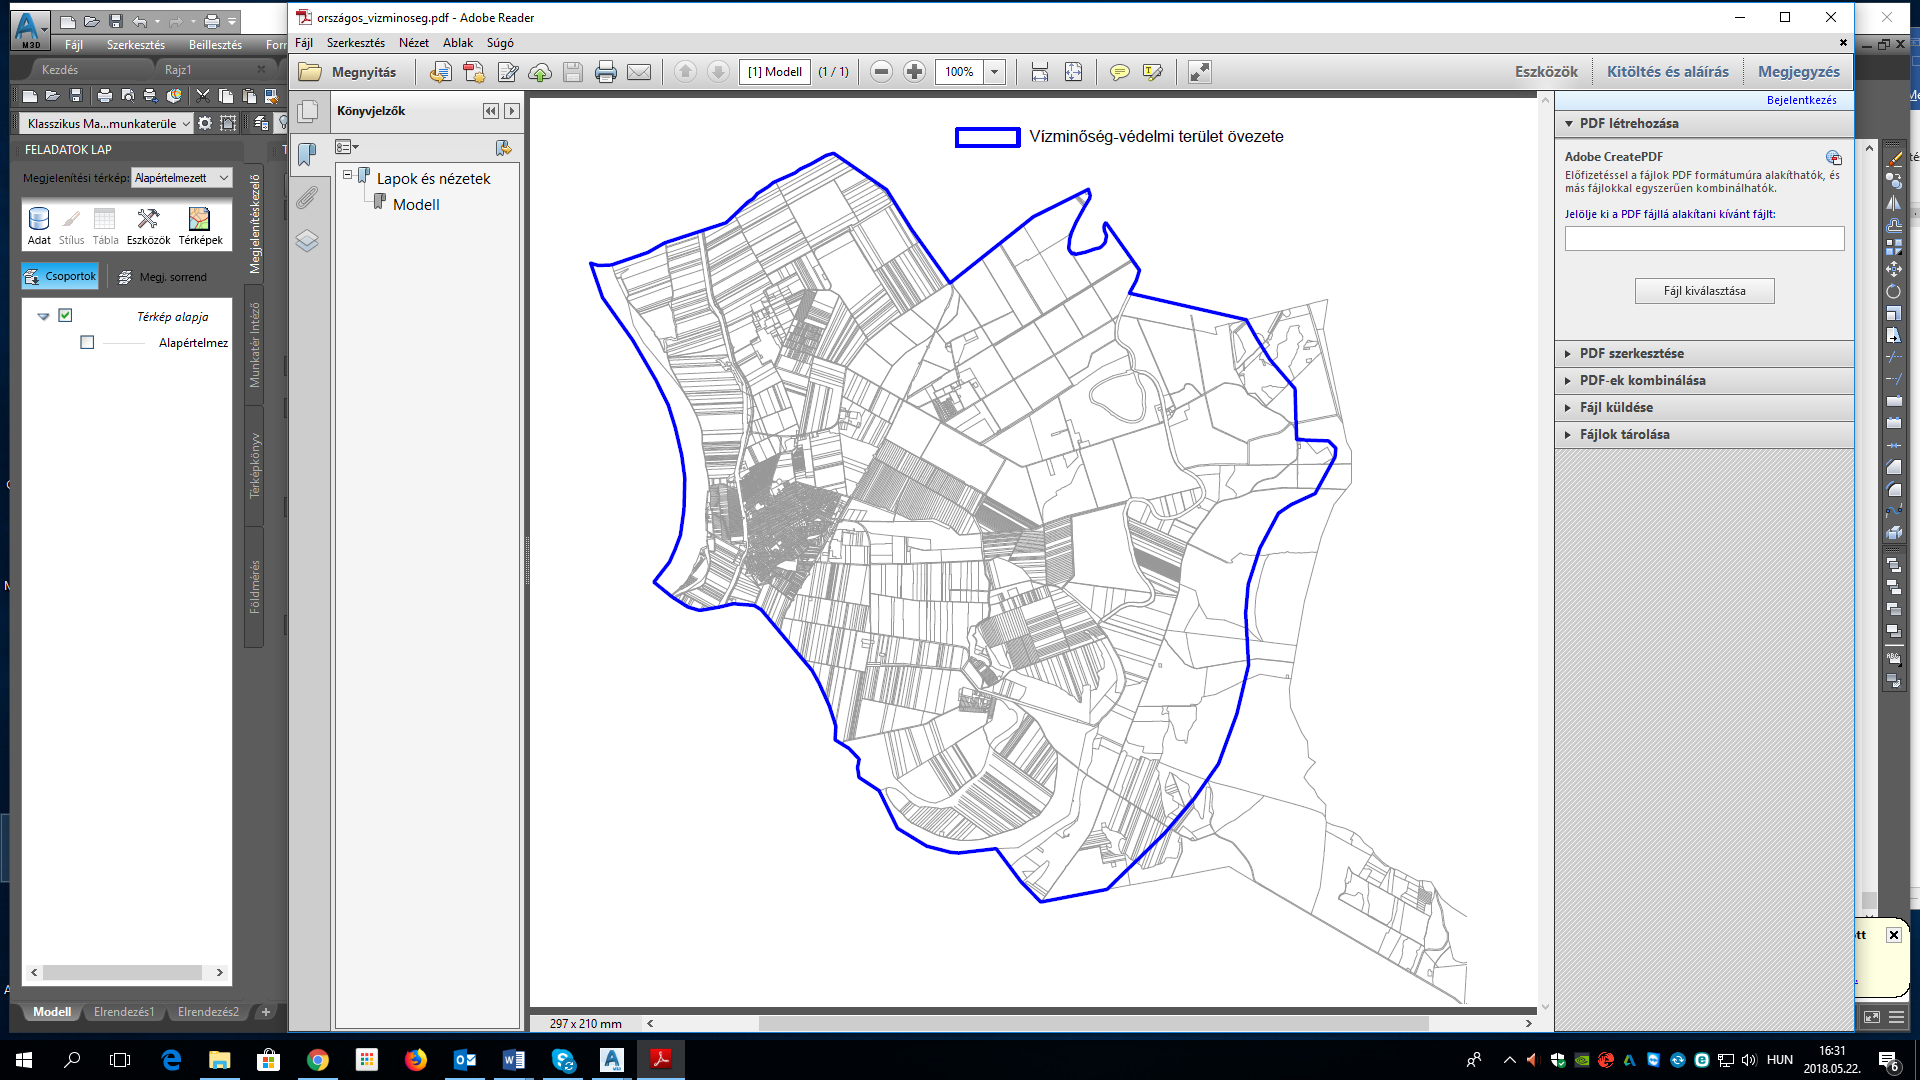 országos_vizminoseg.pdf - Adobe Reader
M3D
Fájl Szerkesztés Beillesztés
Fájl Szerkesztés Nézet Ablak Súgó
Kezdés Rajz1
Megnyitás [1] Modell (1 / 1) 100% Eszközök Kitöltés és aláírás Megjegyzés
Klasszikus Ma...munkaterüle
FELADATOK LAP
Megjelenítési térkép: Alapértelmezett
Adat Stílus Tábla Eszközök Térképek
Csoportok Megj. sorrend
Térkép alapja
Alapértelmez
Megjelenítéskezelő
Munkatér Intéző
Térképkönyv
Földmérés
Modell Elrendezés1 Elrendezés2 +
Könyvjelzők
Lapok és nézetek
Modell
Vízminőség-védelmi terület övezete
297 x 210 mm
Bejelentkezés
PDF létrehozása
Adobe CreatePDF
Előfizetéssel a fájlok PDF formátumúra alakíthatók, és
más fájlokkal egyszerűen kombinálhatók.
Jelölje ki a PDF fájllá alakítani kívánt fájlt:
Fájl kiválasztása
PDF szerkesztése
PDF-ek kombinálása
Fájl küldése
Fájlok tárolása
ABC
HUN
16:31
2018.05.22.
6